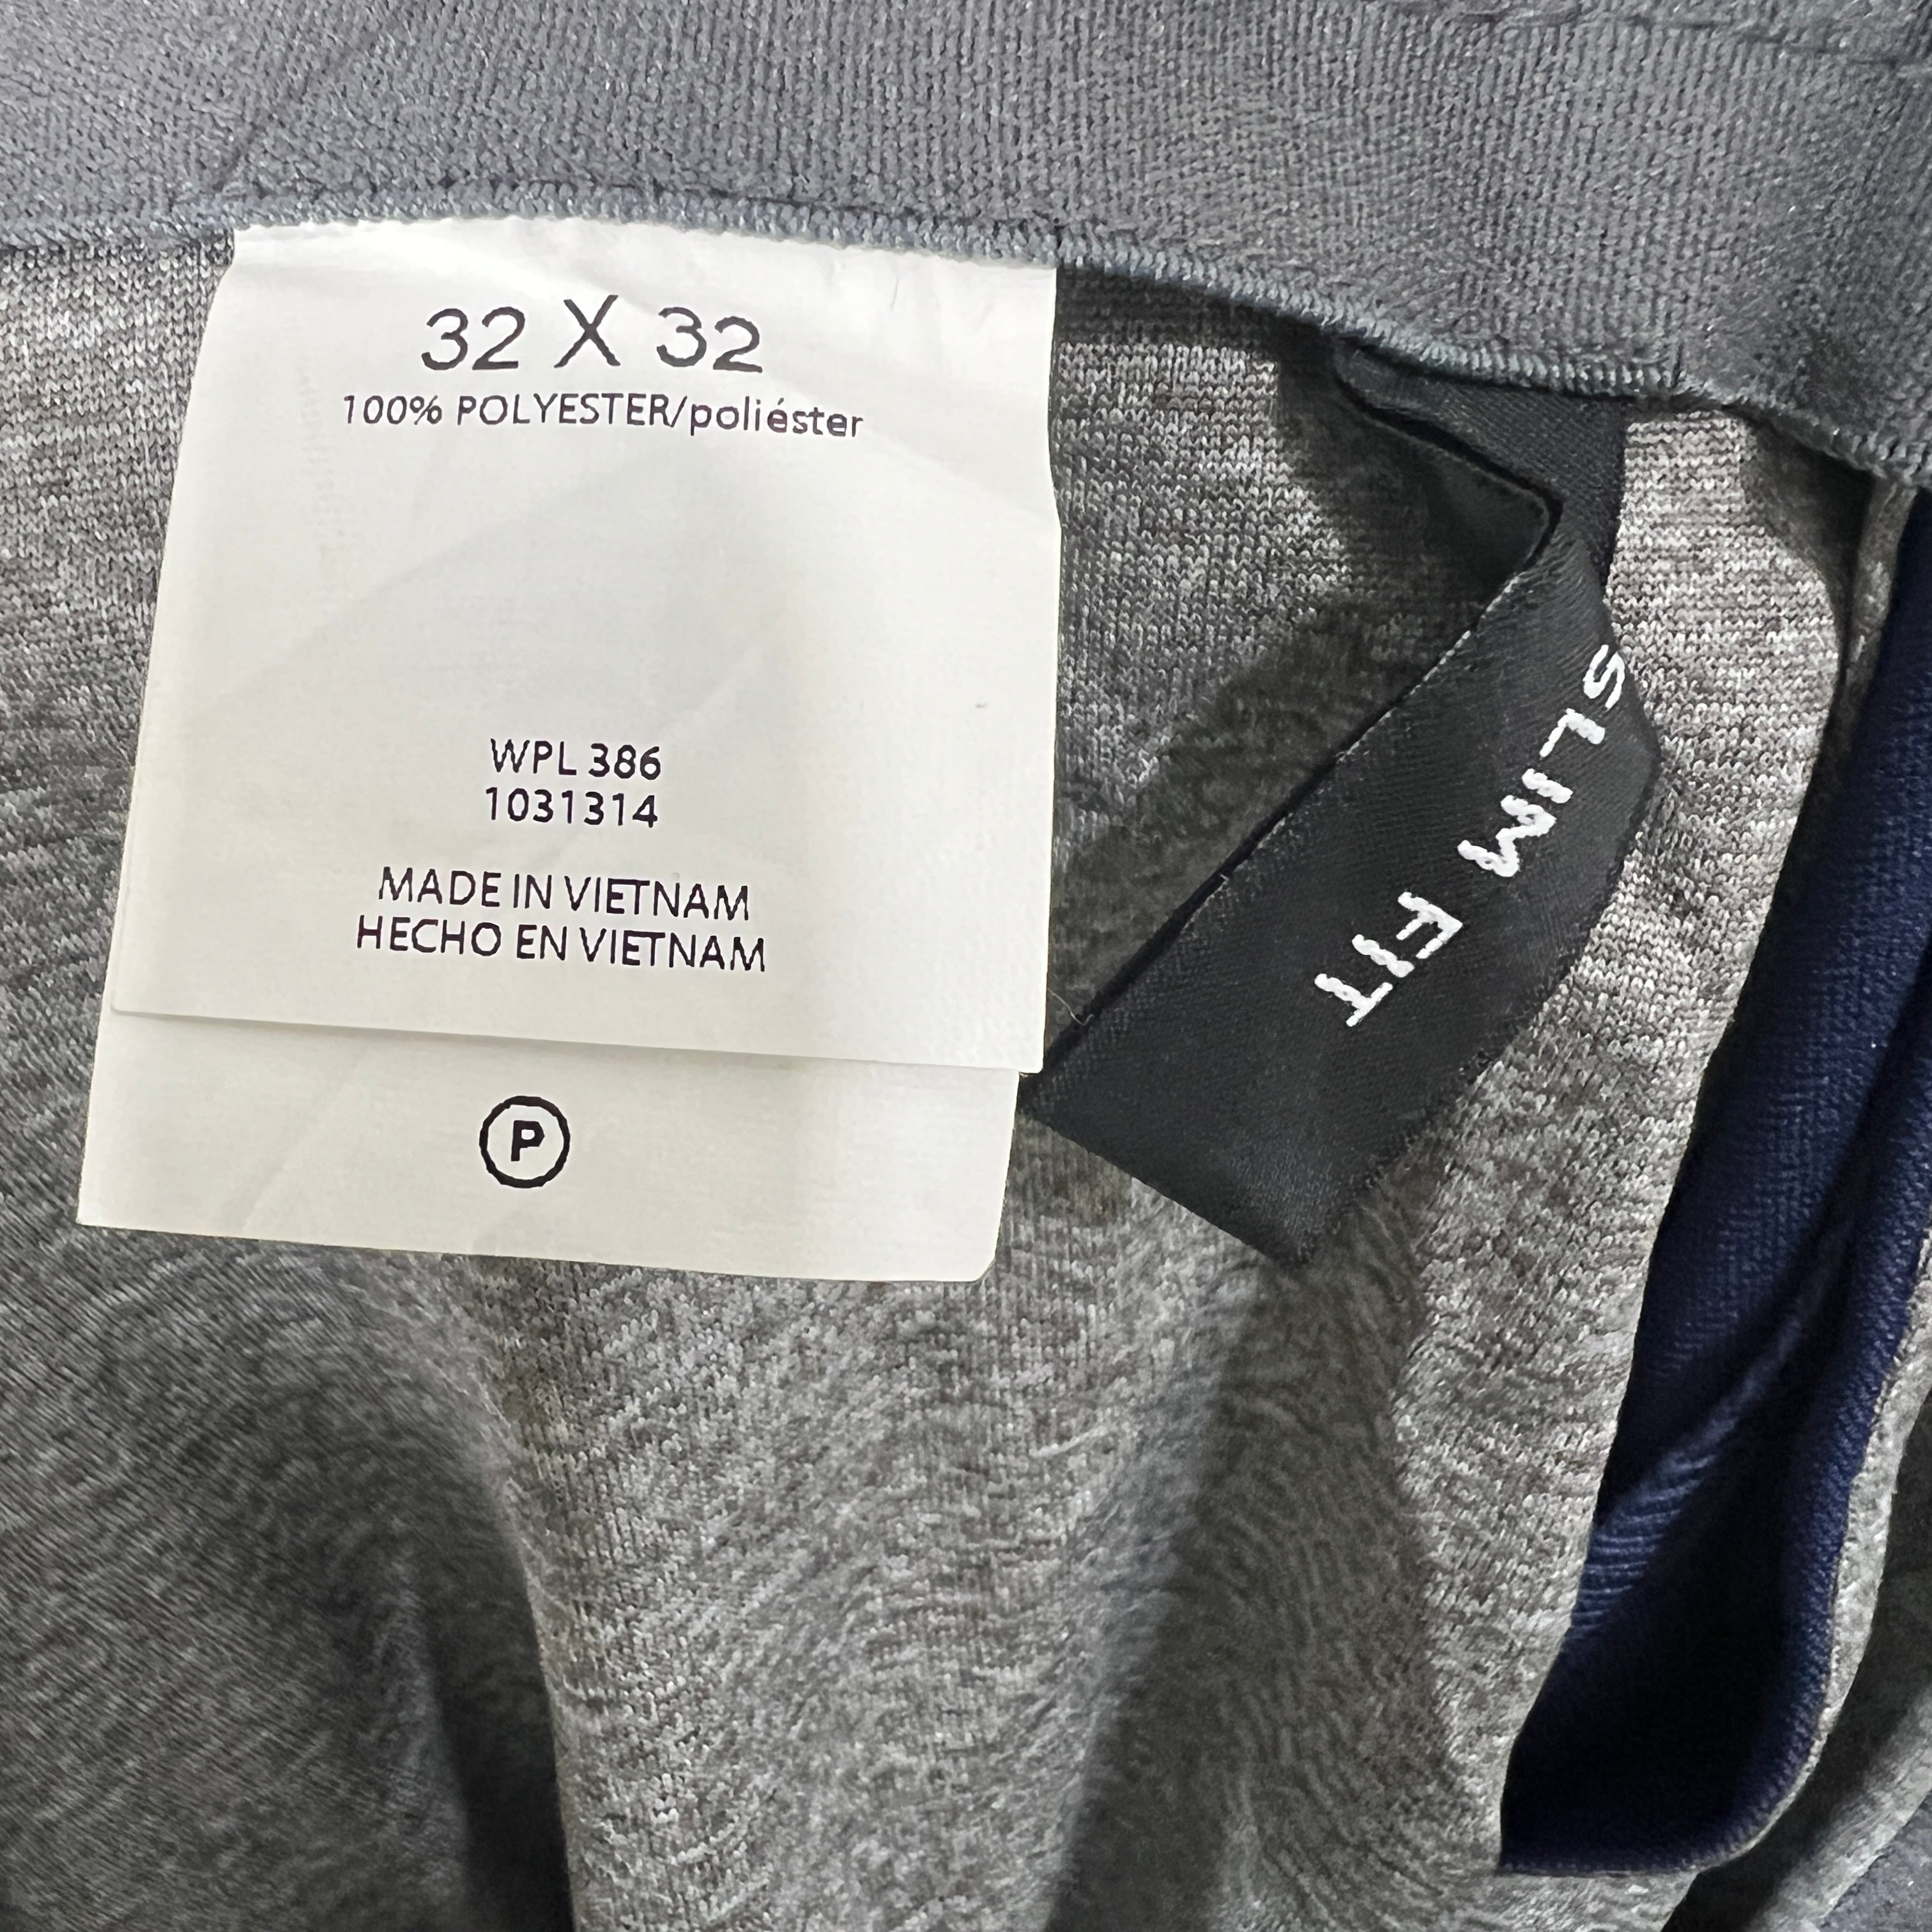 32 X 32
100% POLYESTER/poliéster
WPL 386
1031314
MADE IN VIETNAM
HECHO EN VIETNAM
P
SLIM FIT